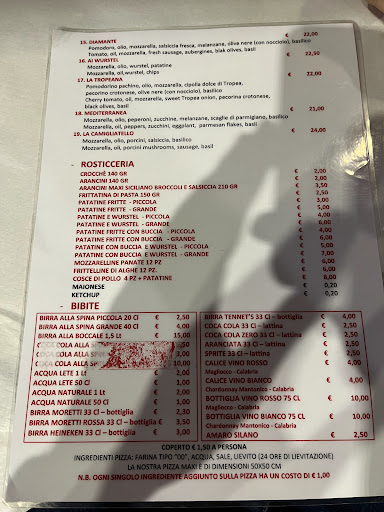 15. DIAMANTE € 22,00
Pomodoro, olio, mozzarella, salsiccia fresca, melanzane, olive nere (con nocciolo), basilico
Tomato, oil, mozzarella, fresh sausage, aubergines, blak olives, basil
16. AI WURSTEL € 22,50
Mozzarella, olio, wurstel, patatine
Mozzarella, oil,wurstel, chips
17. LA TROPEANA € 22,00
Pomodorino pachino, olio, mozzarella, cipolla dolce di Tropea,
pecorino crotonese, olive nere (con nocciolo), basilico
Cherry tomato, oil, mozzarella, sweet Tropea onion, pecorino crotonese,
black olives, basil
18. MEDITERRANEA € 21,00
Mozzarella, olio, peperoni, zucchine, melanzane, scaglie di parmigiano, basilico
Mozzarella, oil, peppers, zucchini, eggplant, parmesan flakes, basil
19. LA CAMIGLIATELLO € 24,00
Mozzarella, olio, porcini, salsiccia, basilico
Mozzarella, oil, porcini mushrooms, sausage, basil
- ROSTICCERIA
CROCCHÈ 140 GR € 2,00
ARANCINI 140 GR € 2,00
ARANCINI MAXI SICILIANO BROCCOLI E SALSICCIA 210 GR € 3,50
FRITTATINA DI PASTA 150 GR € 2,50
PATATINE FRITTE - PICCOLA € 3,00
PATATINE FRITTE - GRANDE € 5,00
PATATINE E WURSTEL - PICCOLA € 4,00
PATATINE E WURSTEL - GRANDE € 6,00
PATATINE FRITTE CON BUCCIA - PICCOLA € 4,00
PATATINE FRITTE CON BUCCIA - GRANDE € 6,00
PATATINE CON BUCCIA E WURSTEL - PICCOLA € 5,00
PATATINE CON BUCCIA E WURSTEL - GRANDE € 7,00
MOZZARELLINE PANATE 12 PZ € 4,00
FRITTELLINE DI ALGHE 12 PZ. € 4,00
COSCE DI POLLO 4 PZ + PATATINE € 6,00
MAIONESE € 0,20
KETCHUP € 0,20
- BIBITE
BIRRA ALLA SPINA PICCOLA 20 Cl € 2,50
BIRRA ALLA SPINA GRANDE 40 Cl € 4,00
BIRRA ALLA BOCCALE 1,5 Lt € 15,00
COCA COLA ALLA 2,50
COCA COLA ALLA 3,00
COCA COLA ALLA 10,00
ACQUA LETE 1 Lt € 2,00
ACQUA LETE 50 Cl € 1,00
ACQUA NATURALE 1 Lt € 2,00
ACQUA NATURALE 50 Cl € 1,00
BIRRA MORETTI 33 Cl – bottiglia € 2,30
BIRRA MORETTI ROSSA 33 Cl – bottiglia € 3,50
BIRRA HEINEKEN 33 Cl – bottiglia € 3,00
BIRRA TENNET'S 33 Cl – bottiglia € 4,00
COCA COLA 33 Cl – lattina € 2,50
COCA COLA ZERO 33 Cl – lattina € 2,50
ARANCIATA 33 Cl – lattina € 2,50
SPRITE 33 Cl – lattina € 2,50
CALICE VINO ROSSO € 4,00
Magliocco - Calabria
CALICE VINO BIANCO € 4,00
Chardonnay Mantonico - Calabria
BOTTIGLIA VINO ROSSO 75 CL € 10,00
Magliocco - Calabria
BOTTIGLIA VINO BIANCO 75 CL € 10,00
Chardonnay Mantonico - Calabria
AMARO SILANO € 2,50
COPERTO € 1,50 A PERSONA
INGREDIENTI PIZZA: FARINA TIPO "00", ACQUA, SALE, LIEVITO (24 ORE DI LIEVITAZIONE)
LA NOSTRA PIZZA MAXI È DI DIMENSIONI 50X50 CM
N.B. OGNI SINGOLO INGREDIENTE AGGIUNTO SULLA PIZZA HA UN COSTO DI € 1,00